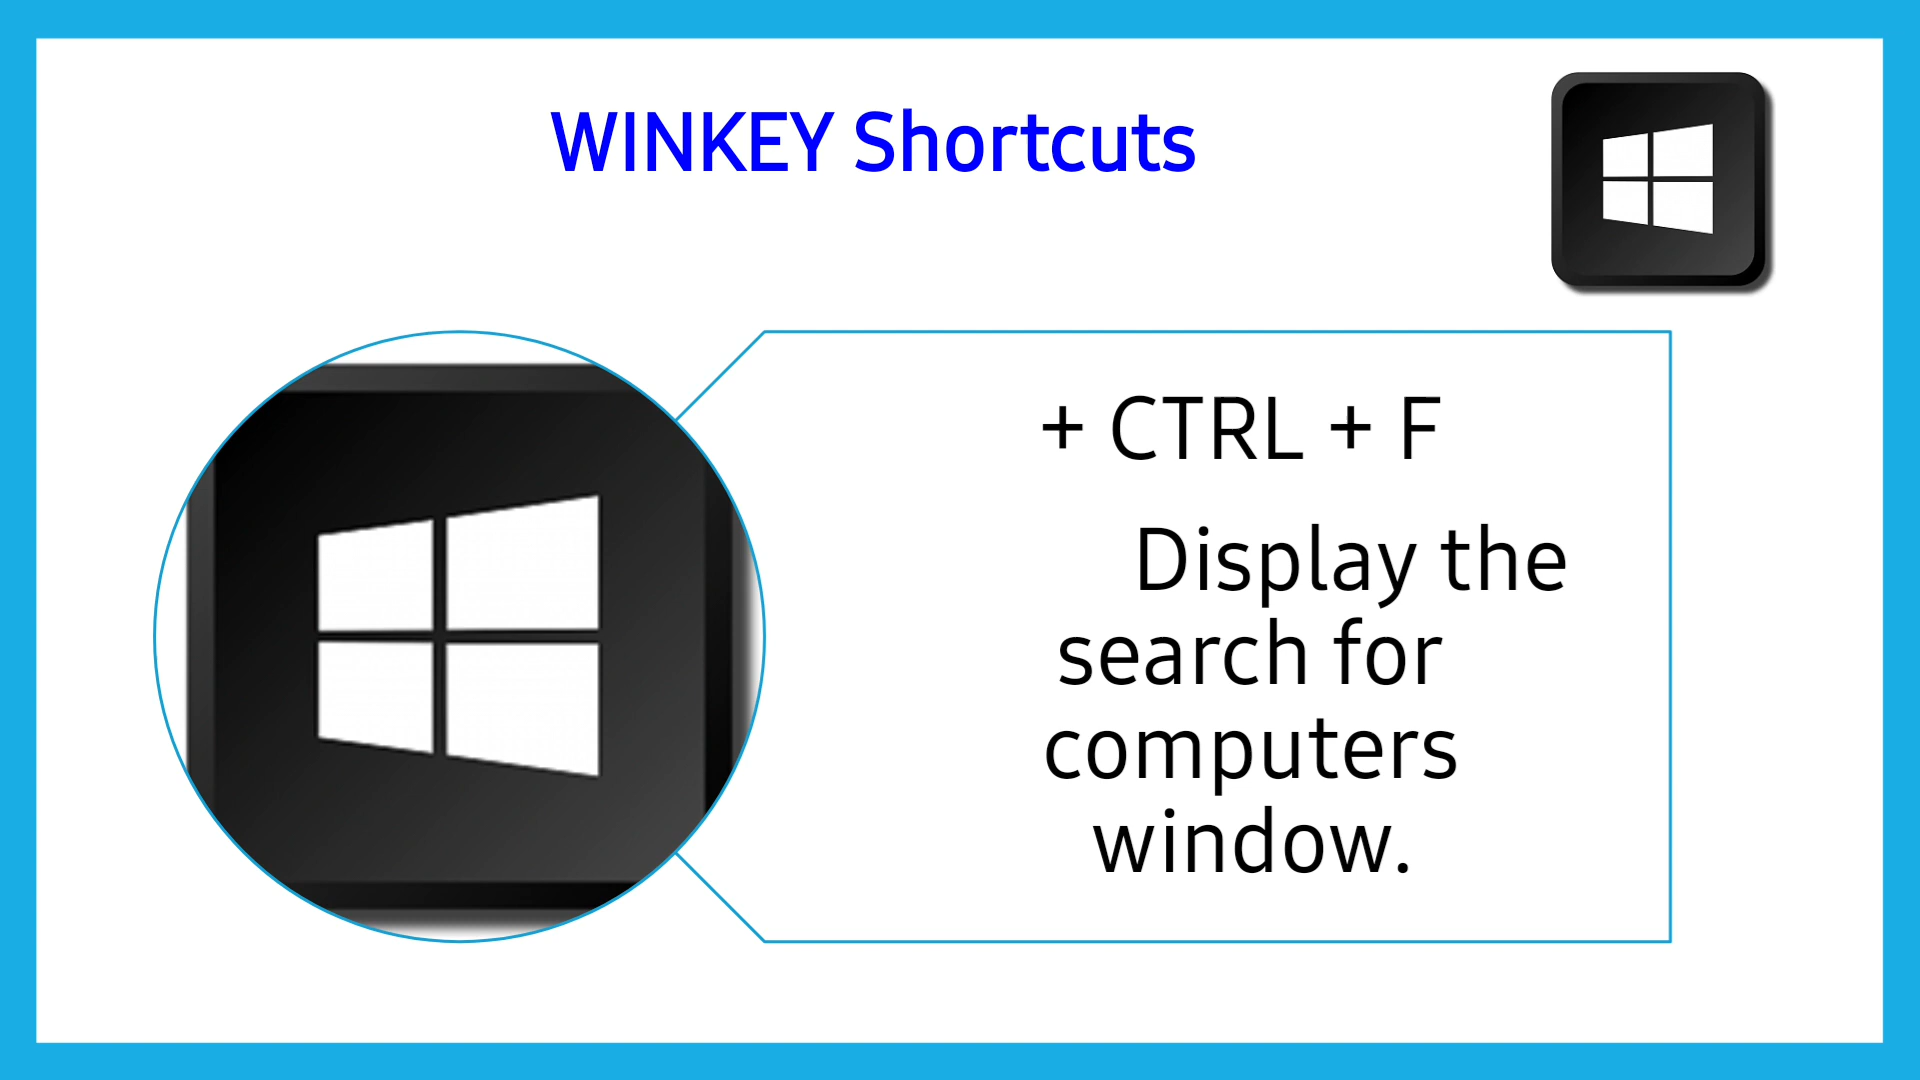 WINKEY Shortcuts
+ CTRL + F
Display the
search for
computers
window.